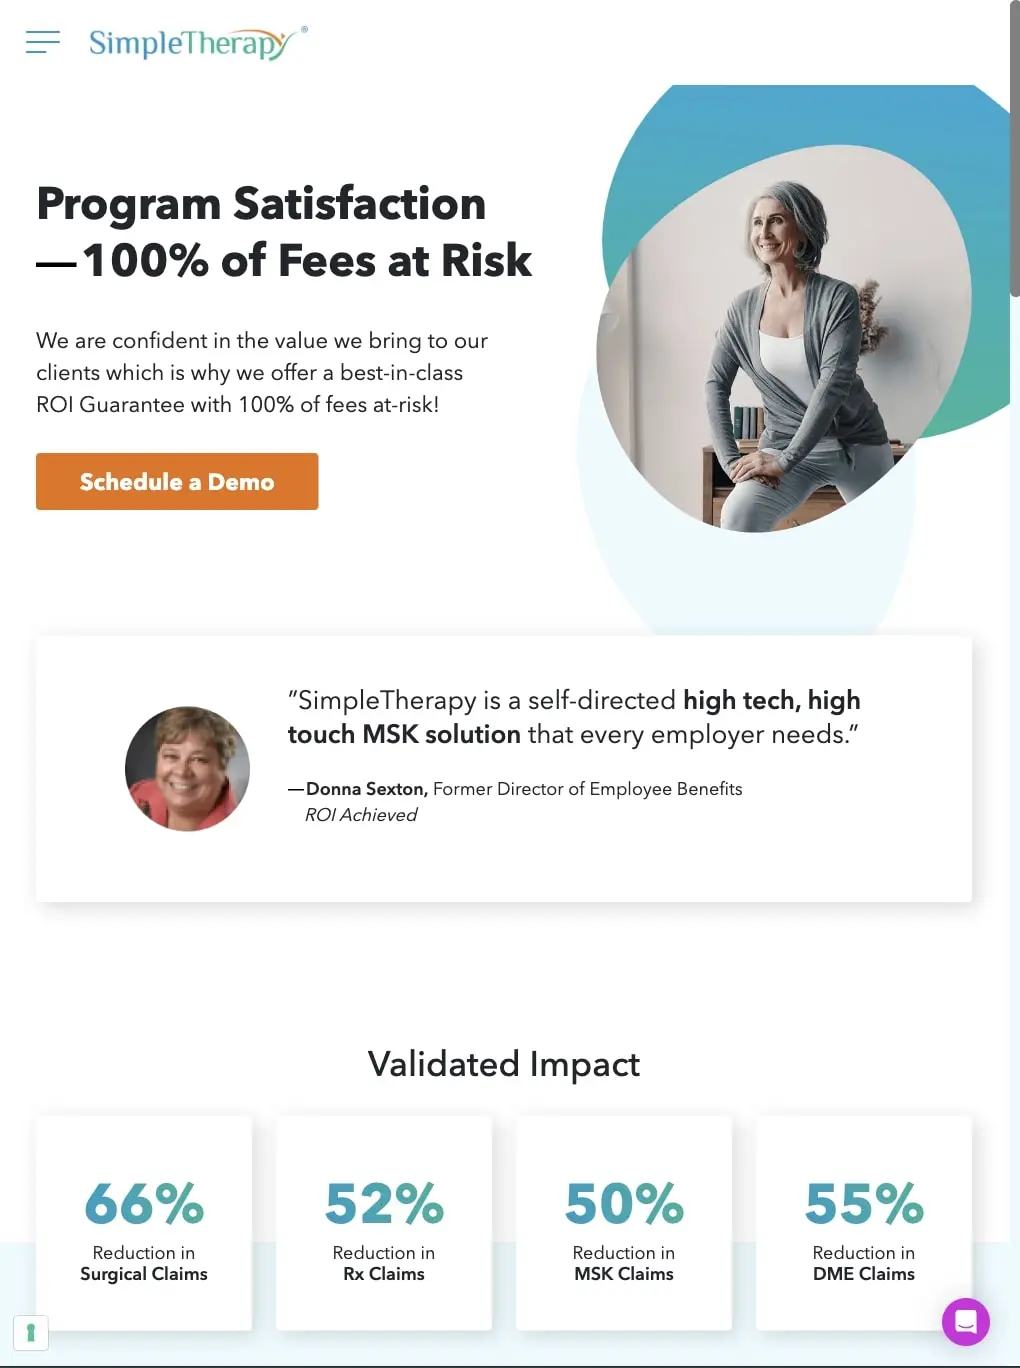 SimpleTherapy®
Program Satisfaction
—100% of Fees at Risk
We are confident in the value we bring to our
clients which is why we offer a best-in-class
ROI Guarantee with 100% of fees at-risk!
Schedule a Demo
“SimpleTherapy is a self-directed high tech, high
touch MSK solution that every employer needs.”
—Donna Sexton, Former Director of Employee Benefits
ROI Achieved
Validated Impact
66%
Reduction in
Surgical Claims
52%
Reduction in
Rx Claims
50%
Reduction in
MSK Claims
55%
Reduction in
DME Claims